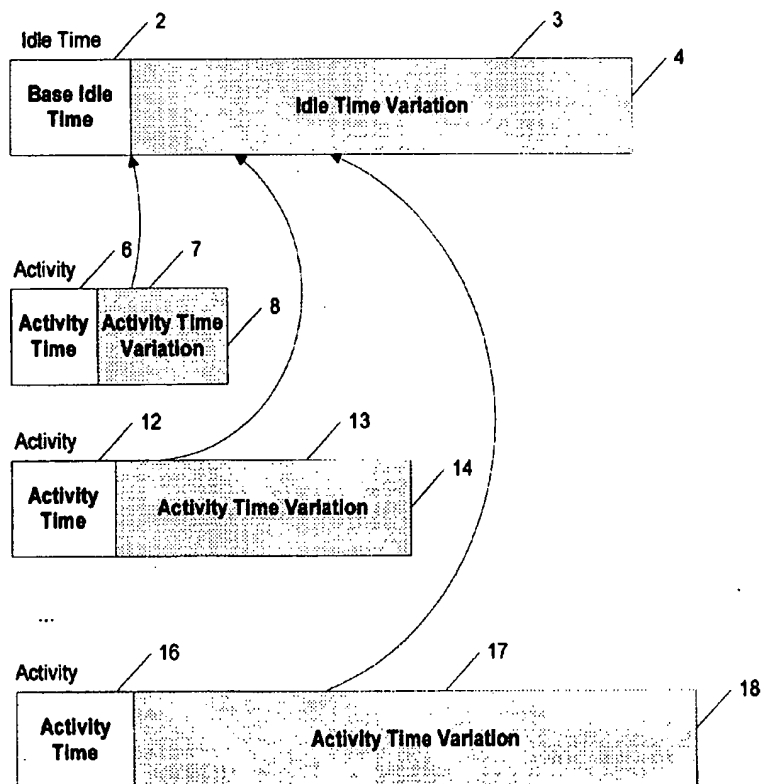 2
3
Idle Time
4
Base Idle
Time
Idle Time Variation
6
7
Activity
8
Activity
Time
Activity Time
Variation
12
13
Activity
14
Activity
Time
Activity Time Variation
...
16
17
Activity
18
Activity
Time
Activity Time Variation